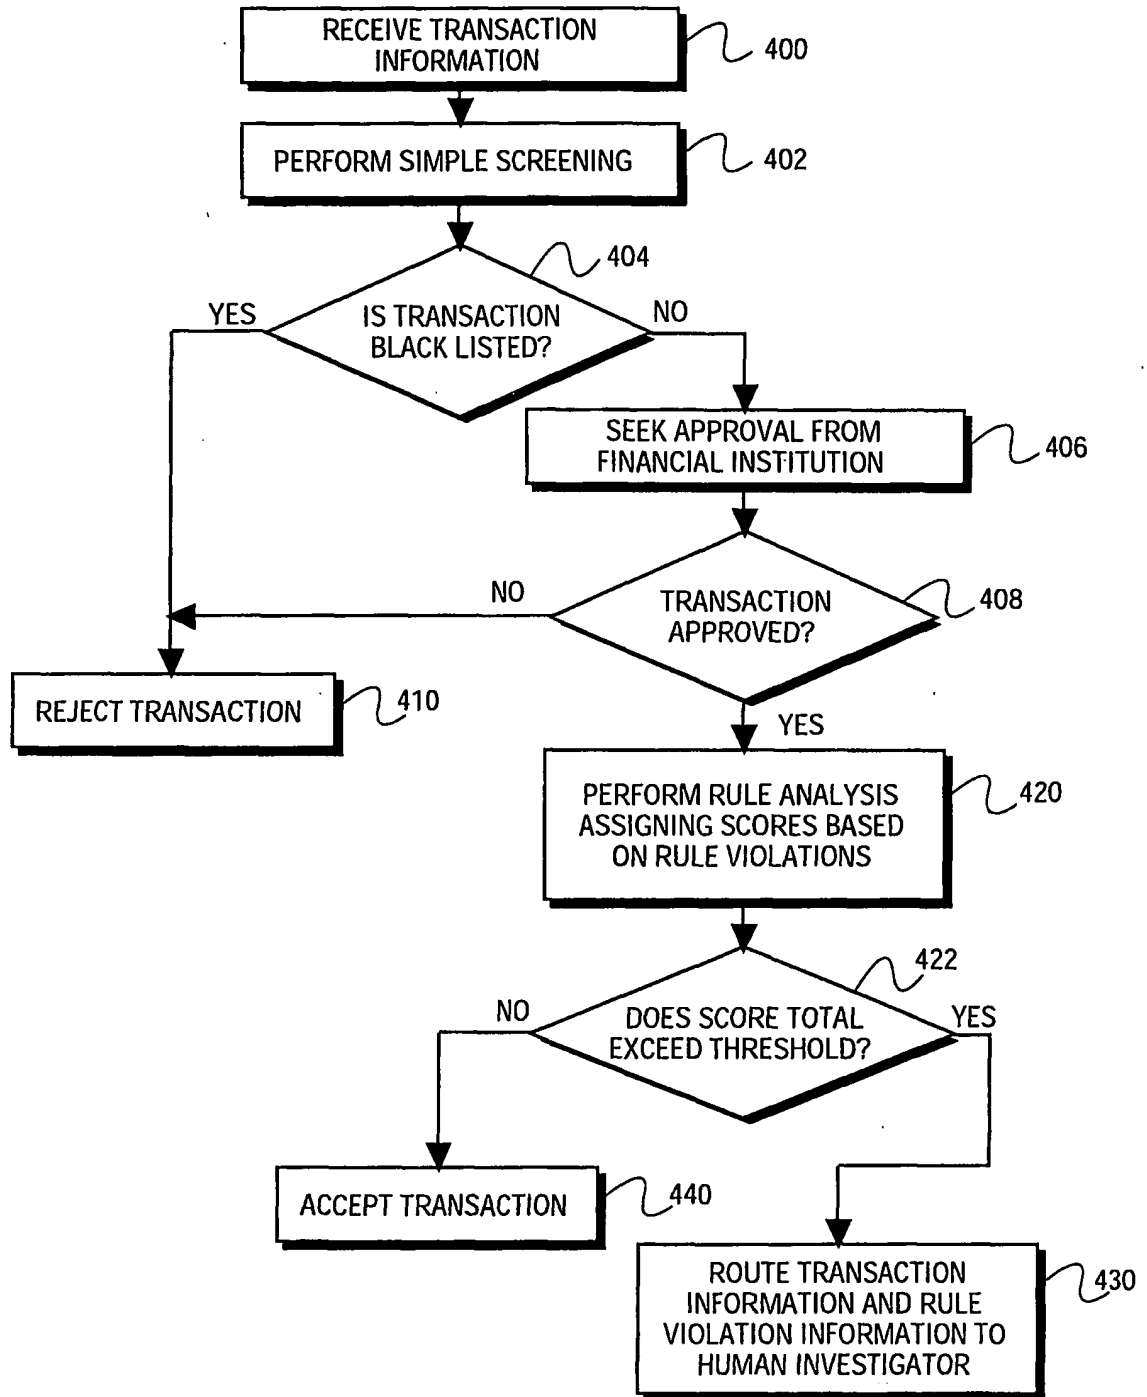 RECEIVE TRANSACTION
INFORMATION
400
PERFORM SIMPLE SCREENING
402
404
YES
IS TRANSACTION
BLACK LISTED?
NO
SEEK APPROVAL FROM
FINANCIAL INSTITUTION
406
NO
TRANSACTION
APPROVED?
408
REJECT TRANSACTION
410
YES
PERFORM RULE ANALYSIS
ASSIGNING SCORES BASED
ON RULE VIOLATIONS
420
422
NO
DOES SCORE TOTAL
EXCEED THRESHOLD?
YES
ACCEPT TRANSACTION
440
ROUTE TRANSACTION
INFORMATION AND RULE
VIOLATION INFORMATION TO
HUMAN INVESTIGATOR
430